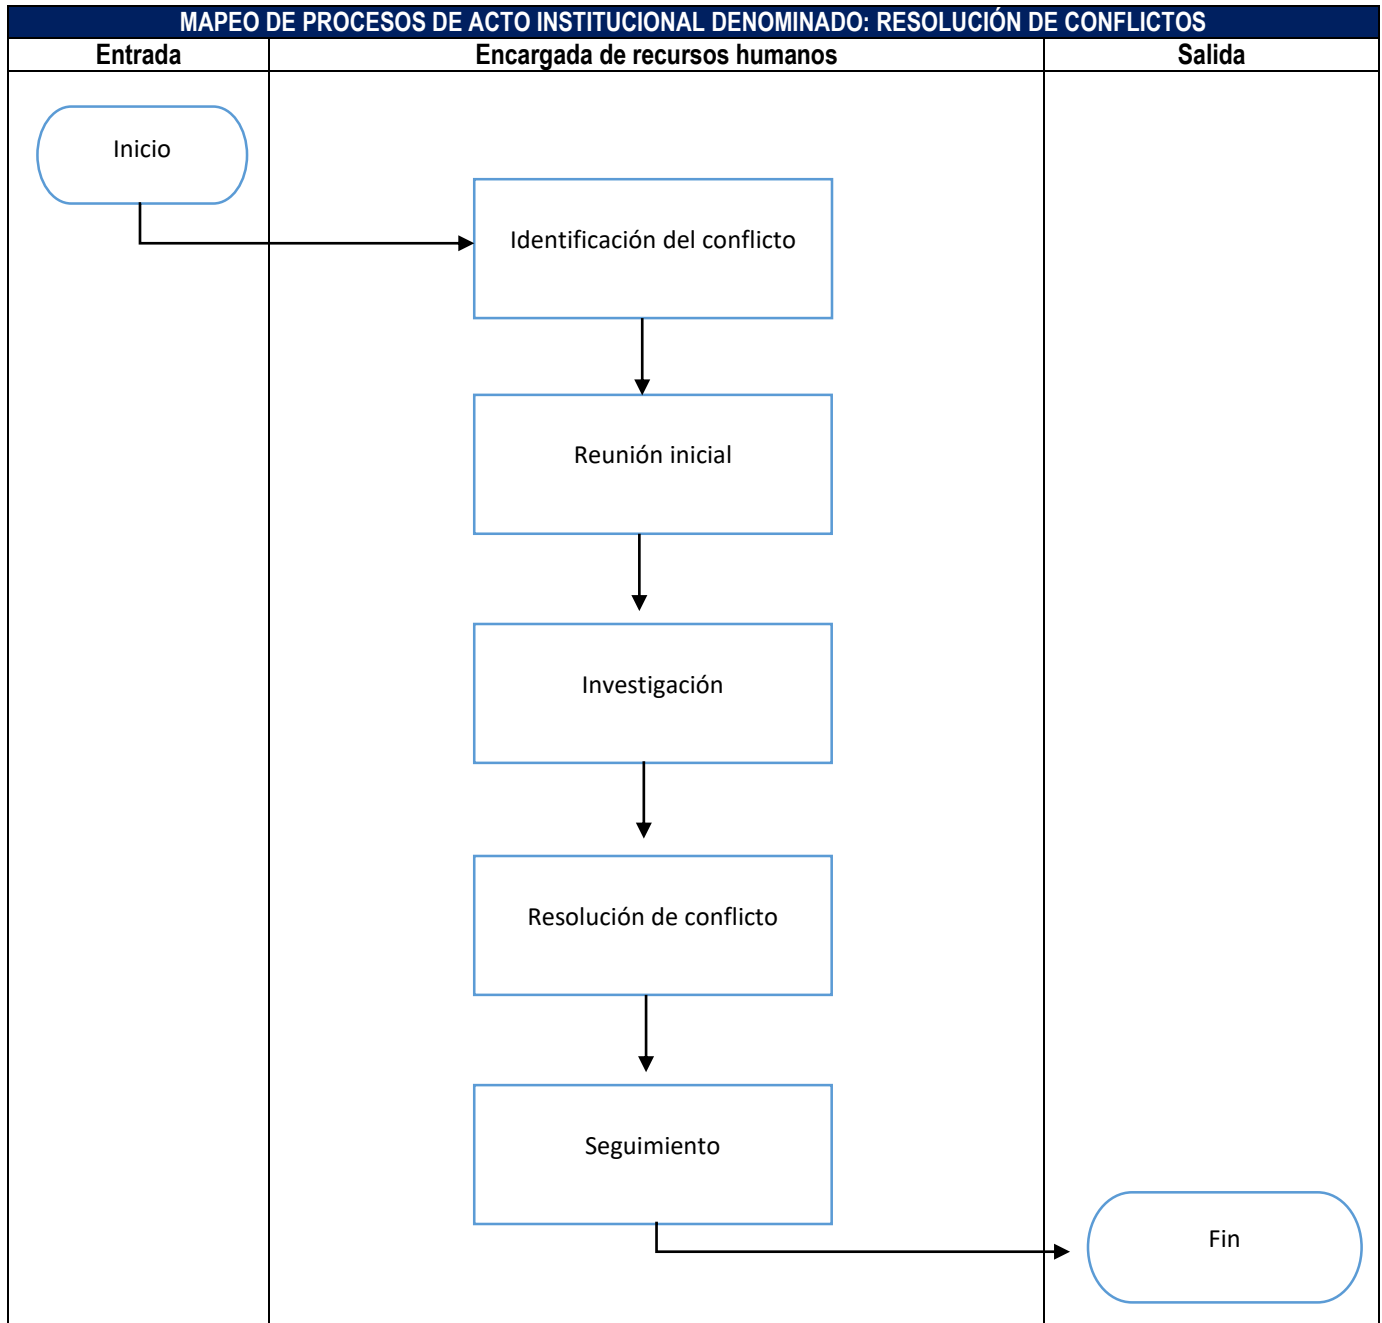 MAPEO DE PROCESOS DE ACTO INSTITUCIONAL DENOMINADO: RESOLUCIÓN DE CONFLICTOS
Entrada
Encargada de recursos humanos
Salida
Inicio
Identificación del conflicto
Reunión inicial
Investigación
Resolución de conflicto
Seguimiento
Fin